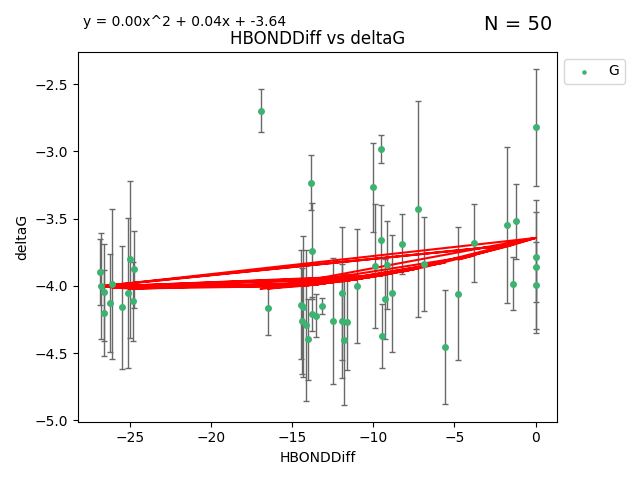 y = 0.00x^2 + 0.04x + -3.64
N = 50
HBONDDiff vs deltaG
G
deltaG
−2.5
−3.0
−3.5
−4.0
−4.5
−5.0
−25
−20
−15
−10
−5
0
HBONDDiff